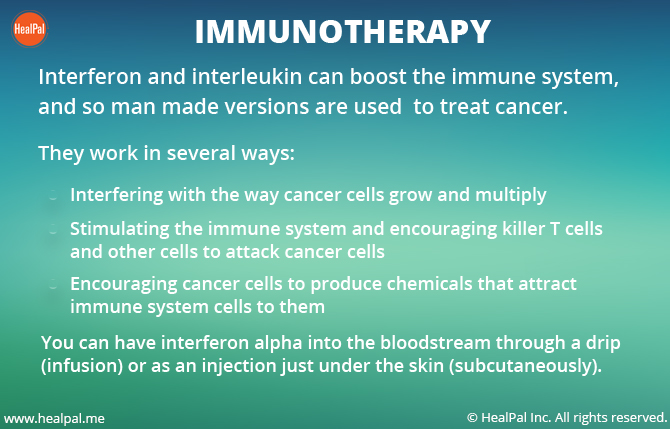 HealPal
IMMUNOTHERAPY
Interferon and interleukin can boost the immune system,
and so man made versions are used to treat cancer.
They work in several ways:
Interfering with the way cancer cells grow and multiply
Stimulating the immune system and encouraging killer T cells
and other cells to attack cancer cells
Encouraging cancer cells to produce chemicals that attract
immune system cells to them
You can have interferon alpha into the bloodstream through a drip
(infusion) or as an injection just under the skin (subcutaneously).
www.healpal.me
© HealPal Inc. All rights reserved.